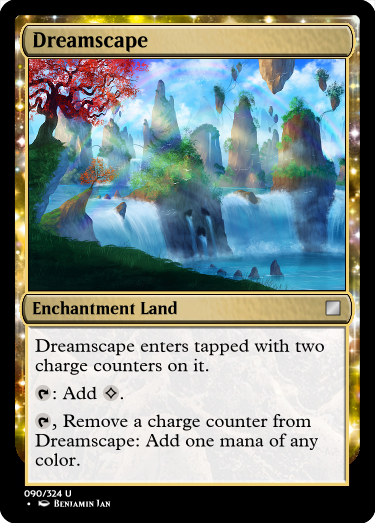 Dreamscape
Enchantment Land
Dreamscape enters tapped with two
charge counters on it.
: Add .
, Remove a charge counter from
Dreamscape: Add one mana of any
color.
090/324 U
• Benjamin Jan